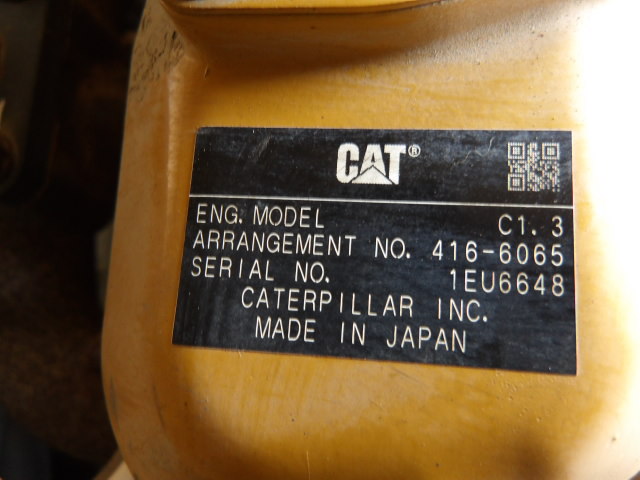 CAT®
ENG. MODEL C1.3
ARRANGEMENT NO. 416-6065
SERIAL NO. 1EU6648
CATERPILLAR INC.
MADE IN JAPAN